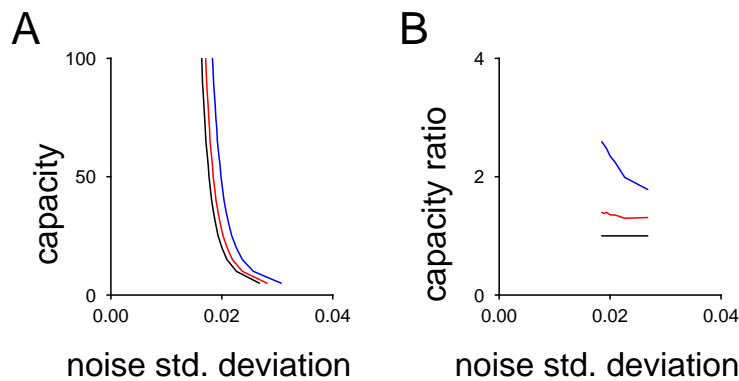 A
100
50
0
capacity
0.00
0.02
0.04
noise std. deviation
B
4
2
0
capacity ratio
0.00
0.02
0.04
noise std. deviation